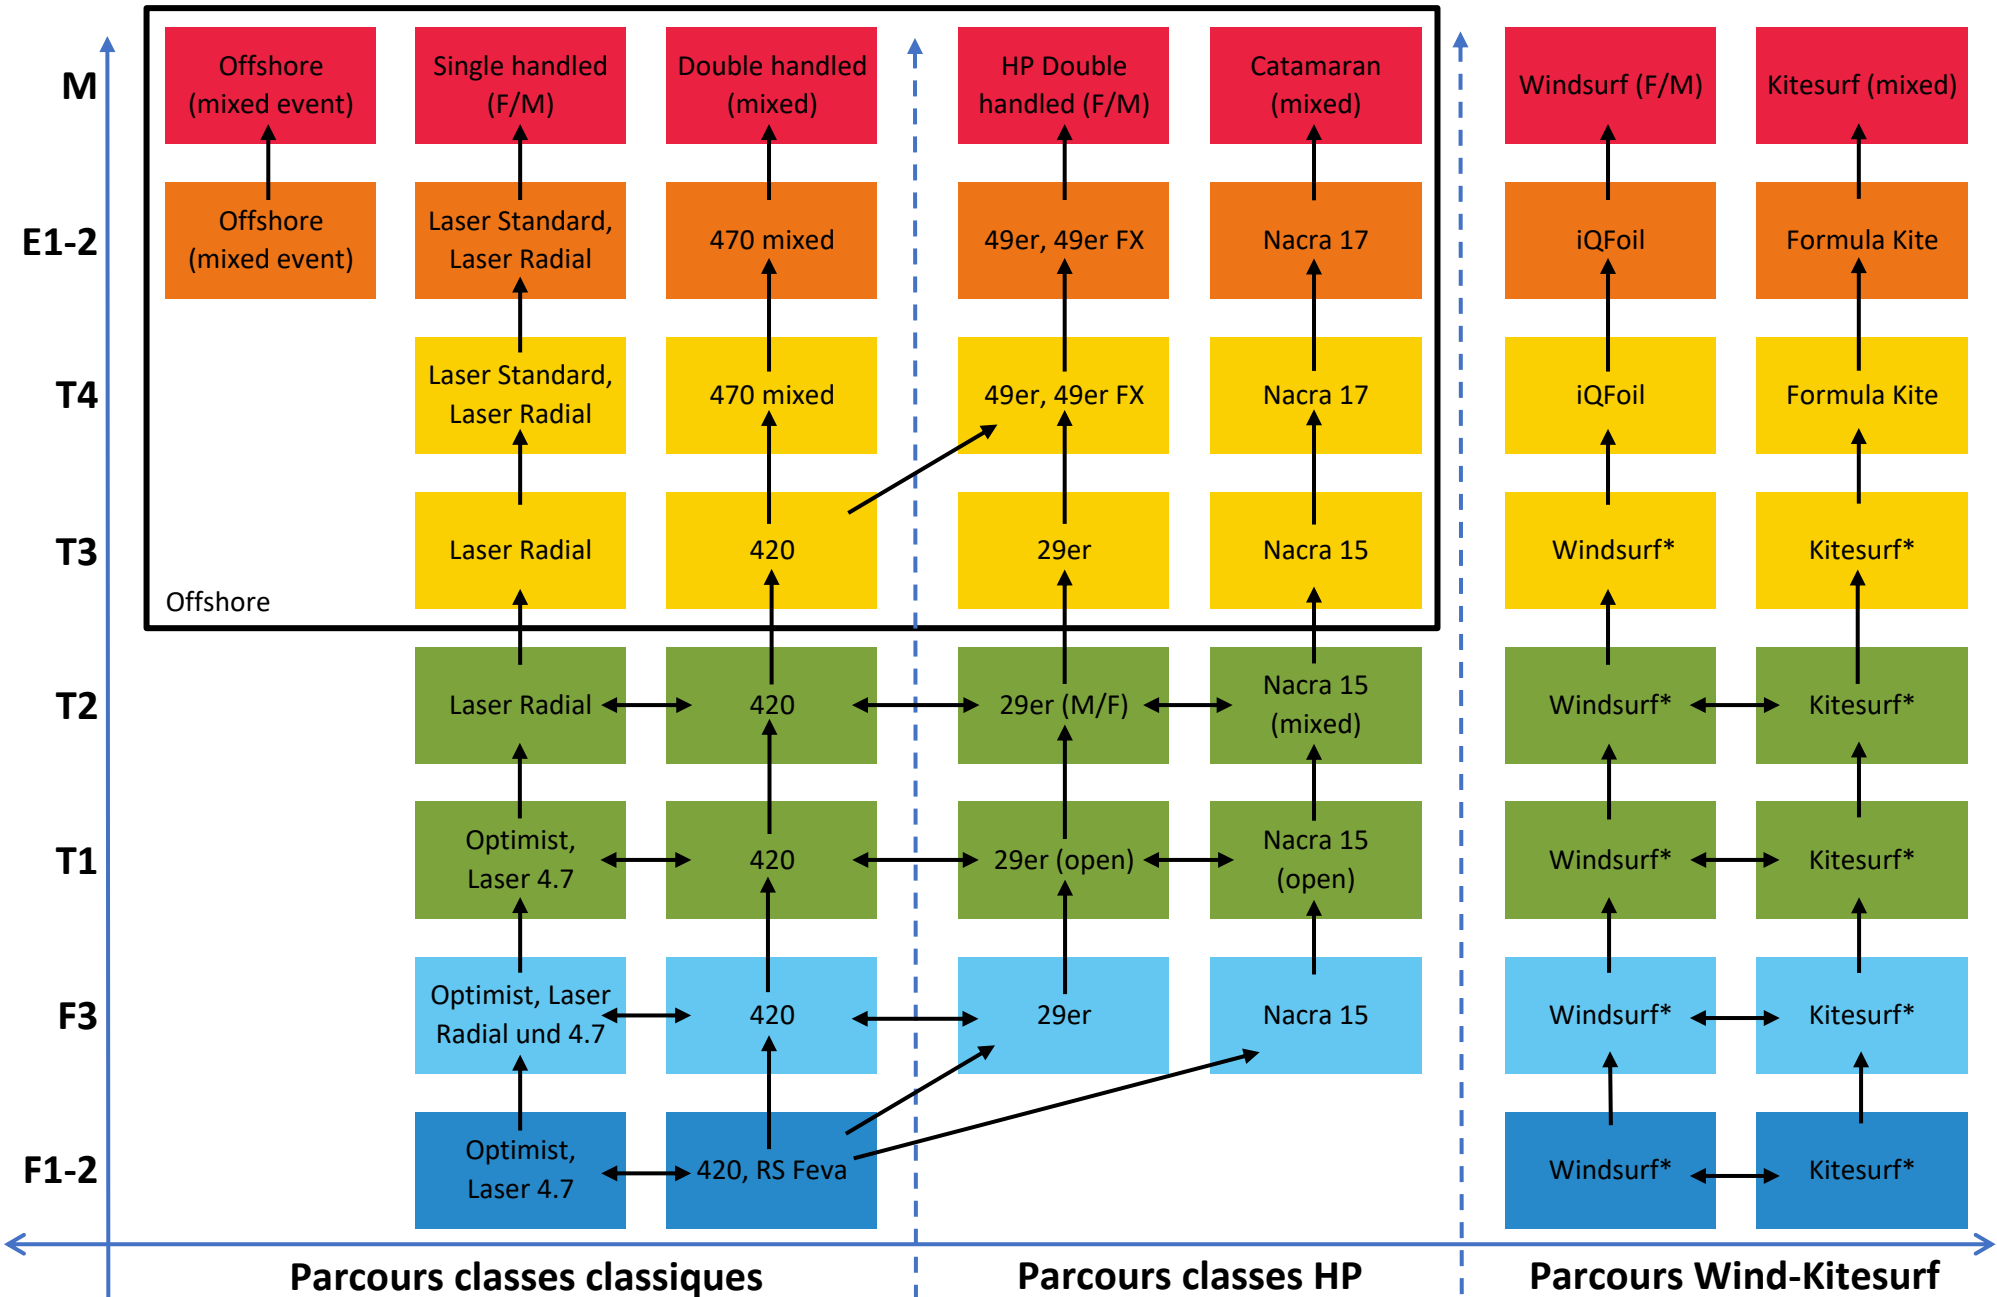 M
Offshore
(mixed event)
Single handled
(F/M)
Double handled
(mixed)
HP Double
handled (F/M)
Catamaran
(mixed)
Windsurf (F/M)
Kitesurf (mixed)
E1-2
Offshore
(mixed event)
Laser Standard,
Laser Radial
470 mixed
49er, 49er FX
Nacra 17
iQFoil
Formula Kite
T4
Laser Standard,
Laser Radial
470 mixed
49er, 49er FX
Nacra 17
iQFoil
Formula Kite
T3
Laser Radial
420
29er
Nacra 15
Windsurf*
Kitesurf*
Offshore
T2
Laser Radial
420
29er (M/F)
Nacra 15
(mixed)
Windsurf*
Kitesurf*
T1
Optimist,
Laser 4.7
420
29er (open)
Nacra 15
(open)
Windsurf*
Kitesurf*
F3
Optimist, Laser
Radial und 4.7
420
29er
Nacra 15
Windsurf*
Kitesurf*
F1-2
Optimist,
Laser 4.7
420, RS Feva
Windsurf*
Kitesurf*
Parcours classes classiques
Parcours classes HP
Parcours Wind-Kitesurf